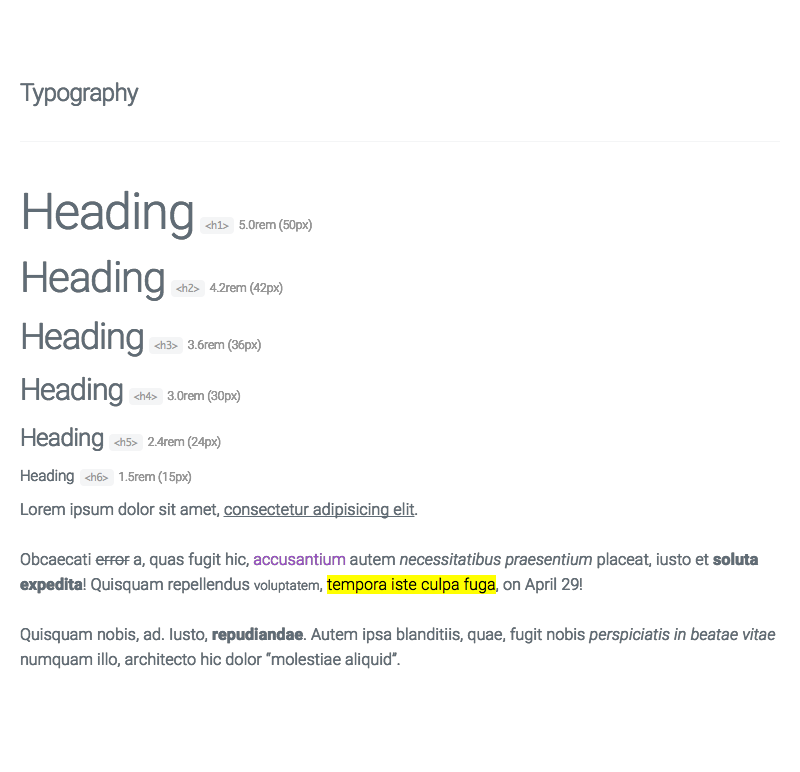 Typography
Heading <h1> 5.0rem (50px)
Heading <h2> 4.2rem (42px)
Heading <h3> 3.6rem (36px)
Heading <h4> 3.0rem (30px)
Heading <h5> 2.4rem (24px)
Heading <h6> 1.5rem (15px)
Lorem ipsum dolor sit amet, consectetur adipisicing elit.
Obcaecati error a, quas fugit hic, accusantium autem necessitatibus praesentium placeat, iusto et soluta
expedita! Quisquam repellendus voluptatem, tempora iste culpa fuga, on April 29!
Quisquam nobis, ad. Iusto, repudiandae. Autem ipsa blanditiis, quae, fugit nobis perspiciatis in beatae vitae
numquam illo, architecto hic dolor “molestiae aliquid”.